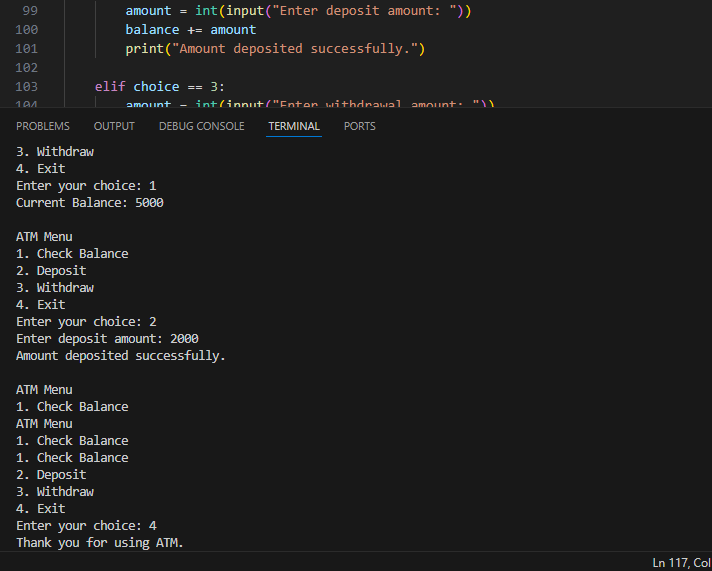 99 amount = int(input("Enter deposit amount: "))
100 balance += amount
101 print("Amount deposited successfully.")
102
103 elif choice == 3:
104 amount = int(input("Enter withdrawal amount: "))
PROBLEMS OUTPUT DEBUG CONSOLE TERMINAL PORTS
3. Withdraw
4. Exit
Enter your choice: 1
Current Balance: 5000
ATM Menu
1. Check Balance
2. Deposit
3. Withdraw
4. Exit
Enter your choice: 2
Enter deposit amount: 2000
Amount deposited successfully.
ATM Menu
1. Check Balance
ATM Menu
1. Check Balance
1. Check Balance
2. Deposit
3. Withdraw
4. Exit
Enter your choice: 4
Thank you for using ATM.
Ln 117, Col